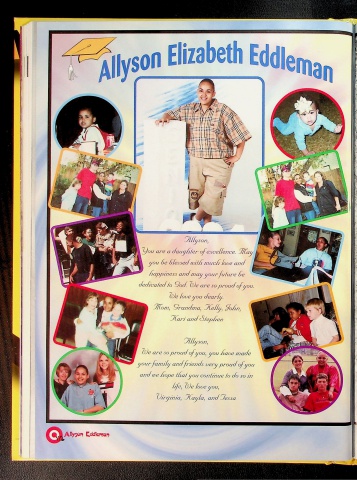 Allyson Elizabeth Eddleman
Allyson,
You are a daughter of excellence. May
you be blessed with much love and
happiness and may your future be
dedicated to God. We are so proud of you.
We love you dearly.
Mom, Grandma, Kelly, John,
Kari and Stephen
Allyson,
We are so proud of you, you have made
your family and friends very proud of you
and we hope that you continue to do so in
life. We love you,
Virginia, Kayla, and Tessa
Allyson Eddleman